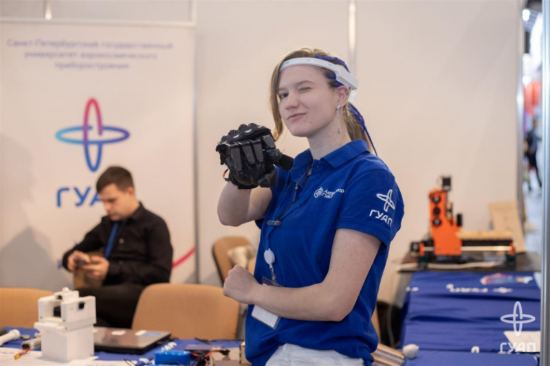 Санкт-Петербургский государственный
университет аэрокосмического
приборостроения
ГУАП
ГУАП
ГУАП